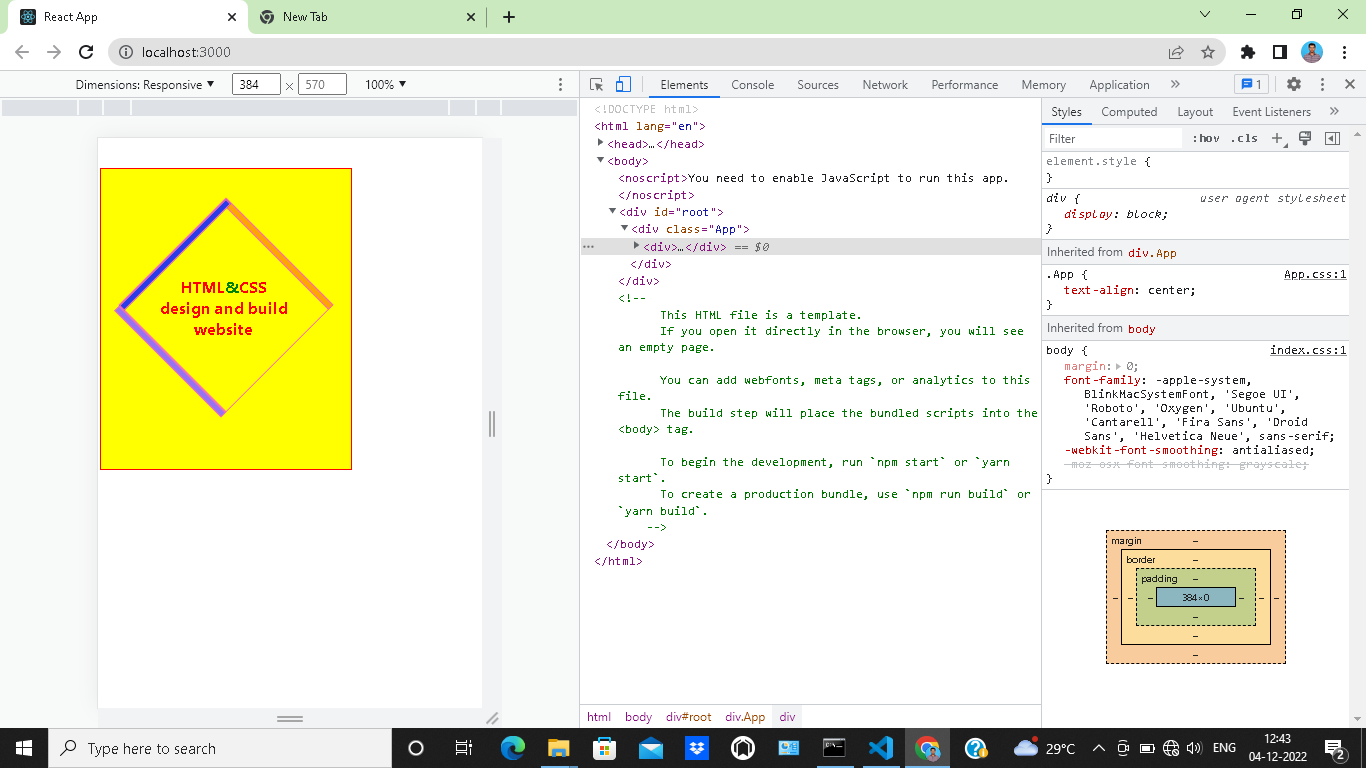 React App
New Tab
localhost:3000
Dimensions: Responsive 384 × 570 100%
Elements Console Sources Network Performance Memory Application » 1
HTML&CSS
design and build
website
<!DOCTYPE html>
<html lang="en">
<head>…</head>
<body>
<noscript>You need to enable JavaScript to run this app.
</noscript>
<div id="root">
<div class="App">
<div>…</div> == $0
</div>
</div>
<!--
This HTML file is a template.
If you open it directly in the browser, you will see
an empty page.
You can add webfonts, meta tags, or analytics to this
file.
The build step will place the bundled scripts into the
<body> tag.
To begin the development, run `npm start` or `yarn
start`.
To create a production bundle, use `npm run build` or
`yarn build`.
-->
</body>
</html>
html body div#root div.App div
Styles Computed Layout Event Listeners »
Filter :hov .cls +
element.style {
}
div { user agent stylesheet
display: block;
}
Inherited from div.App
.App { App.css:1
text-align: center;
}
Inherited from body
body { index.css:1
margin: 0;
font-family: -apple-system,
BlinkMacSystemFont, 'Segoe UI',
'Roboto', 'Oxygen', 'Ubuntu',
'Cantarell', 'Fira Sans', 'Droid
Sans', 'Helvetica Neue', sans-serif;
-webkit-font-smoothing: antialiased;
-moz-osx-font-smoothing: grayscale;
}
margin –
border –
padding –
– – – 384×0 – – –
–
–
–
Type here to search
29°C
ENG
12:43
04-12-2022
2